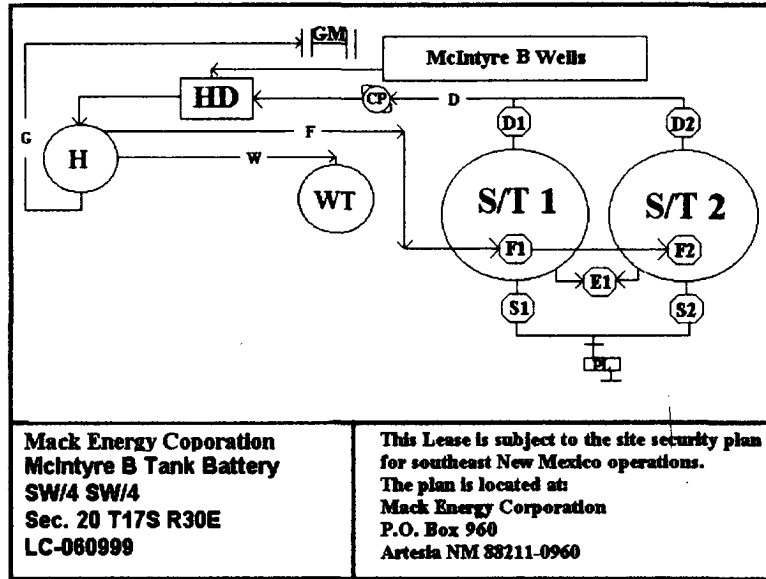 GM
McIntyre B Wells
HD
CP
D
G
D1
D2
F
H
W
WT
S/T 1
S/T 2
F1
F2
E1
S1
S2
Mack Energy Coporation
McIntyre B Tank Battery
SW/4 SW/4
Sec. 20 T17S R30E
LC-060999
This Lease is subject to the site security plan
for southeast New Mexico operations.
The plan is located at:
Mack Energy Corporation
P.O. Box 960
Artesia NM 88211-0960